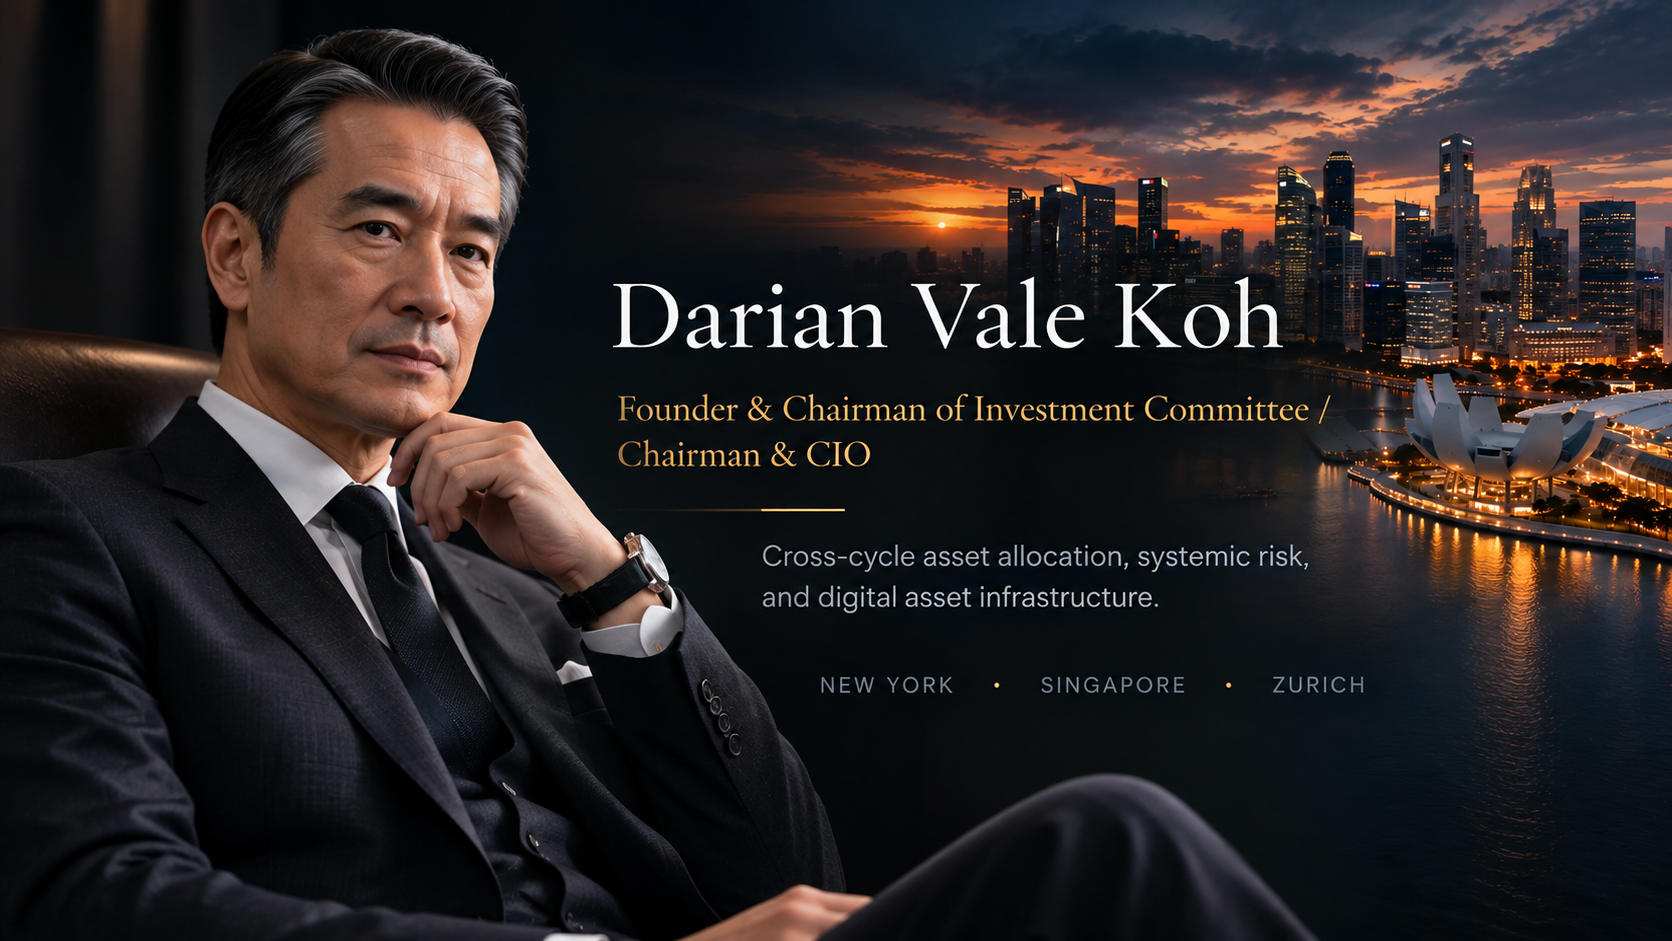 Darian Vale Koh
Founder & Chairman of Investment Committee /
Chairman & CIO
Cross-cycle asset allocation, systemic risk,
and digital asset infrastructure.
NEW YORK • SINGAPORE • ZURICH